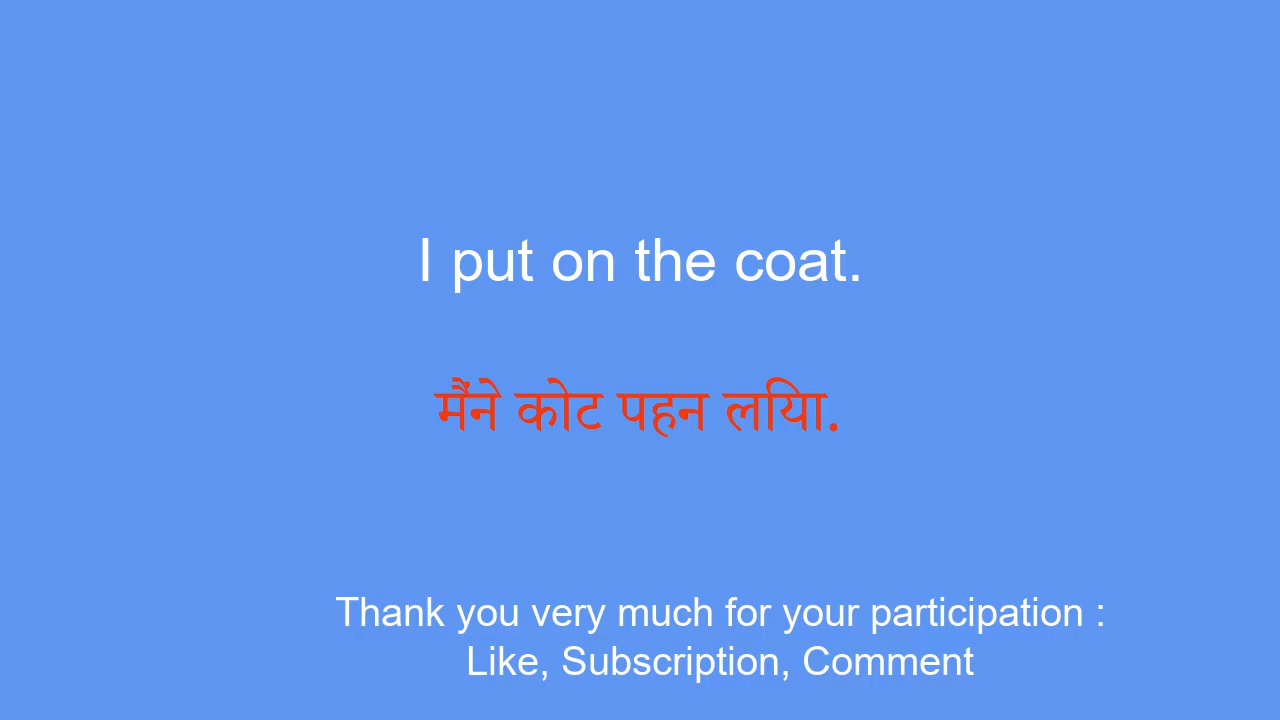 I put on the coat.
मैंने कोट पहन लिया.
Thank you very much for your participation :
Like, Subscription, Comment